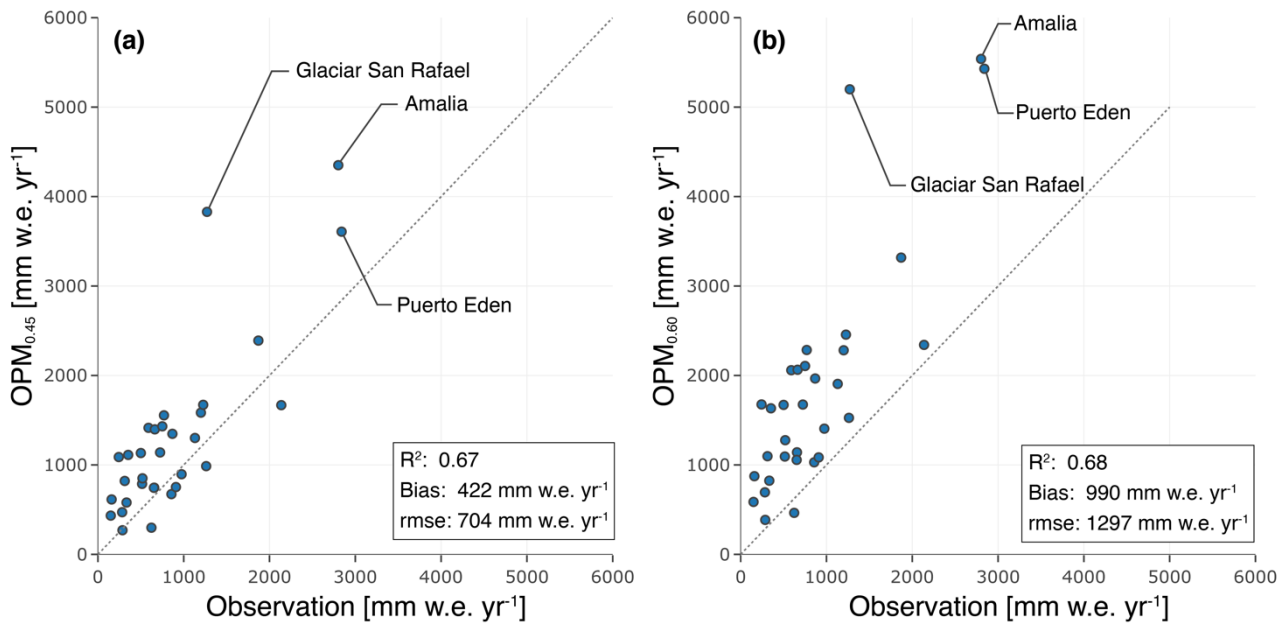 (a)
6000
5000
4000
3000
2000
1000
0
OPM0.45 [mm w.e. yr-1]
Glaciar San Rafael
Amalia
Puerto Eden
R2: 0.67
Bias: 422 mm w.e. yr-1
rmse: 704 mm w.e. yr-1
0 1000 2000 3000 4000 5000 6000
Observation [mm w.e. yr-1]
(b)
6000
5000
4000
3000
2000
1000
0
OPM0.60 [mm w.e. yr-1]
Amalia
Puerto Eden
Glaciar San Rafael
R2: 0.68
Bias: 990 mm w.e. yr-1
rmse: 1297 mm w.e. yr-1
0 1000 2000 3000 4000 5000 6000
Observation [mm w.e. yr-1]